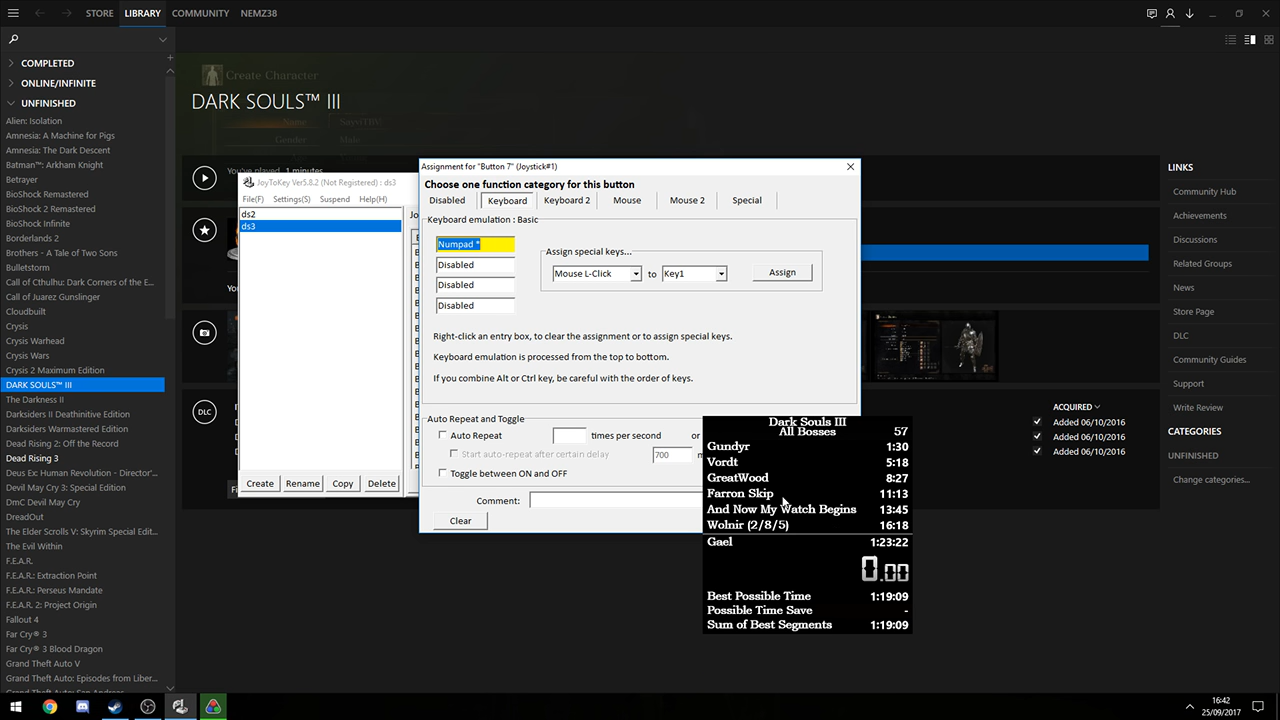 STORE LIBRARY COMMUNITY NEMZ38
COMPLETED
ONLINE/INFINITE
UNFINISHED
Alien: Isolation
Amnesia: A Machine for Pigs
Amnesia: The Dark Descent
Batman™: Arkham Knight
Betrayer
BioShock Remastered
BioShock 2 Remastered
BioShock Infinite
Borderlands 2
Brothers - A Tale of Two Sons
Bulletstorm
Call of Cthulhu: Dark Corners of the E...
Call of Juarez Gunslinger
Cloudbuilt
Crysis
Crysis Warhead
Crysis Wars
Crysis 2 Maximum Edition
DARK SOULS™ III
The Darkness II
Darksiders II Deathinitive Edition
Darksiders Warmastered Edition
Dead Rising 2: Off the Record
Dead Rising 3
Deus Ex: Human Revolution - Director'...
Devil May Cry 3: Special Edition
DmC Devil May Cry
DreadOut
The Elder Scrolls V: Skyrim Special Edit...
The Evil Within
F.E.A.R.
F.E.A.R.: Extraction Point
F.E.A.R.: Perseus Mandate
F.E.A.R. 2: Project Origin
Fallout 4
Far Cry® 3
Far Cry® 3 Blood Dragon
Grand Theft Auto V
Grand Theft Auto: Episodes from Liber...
Create Character
DARK SOULS™ III
Name
Gender Male
You've played 1 minutes
JoyToKey Ver5.8.2 (Not Registered) : ds3
File(F) Settings(S) Suspend Help(H)
ds2
ds3
Create Rename Copy Delete
Assignment for "Button 7" (Joystick#1)
Choose one function category for this button
Disabled Keyboard Keyboard 2 Mouse Mouse 2 Special
Keyboard emulation : Basic
Numpad *
Disabled
Disabled
Disabled
Assign special keys...
Mouse L-Click to Key1 Assign
Right-click an entry box, to clear the assignment or to assign special keys.
Keyboard emulation is processed from the top to bottom.
If you combine Alt or Ctrl key, be careful with the order of keys.
Auto Repeat and Toggle
Auto Repeat times per second or
Start auto-repeat after certain delay 700
Toggle between ON and OFF
Comment:
Clear
Dark Souls III
All Bosses 57
Gundyr 1:30
Vordt 5:18
GreatWood 8:27
Farron Skip 11:13
And Now My Watch Begins 13:45
Wolnir (2/8/5) 16:18
Gael 1:23:22
0.00
Best Possible Time 1:19:09
Possible Time Save -
Sum of Best Segments 1:19:09
DLC
ACQUIRED
Added 06/10/2016
Added 06/10/2016
Added 06/10/2016
LINKS
Community Hub
Achievements
Discussions
Related Groups
News
Store Page
DLC
Community Guides
Support
Write Review
CATEGORIES
UNFINISHED
Change categories...
16:42
25/09/2017